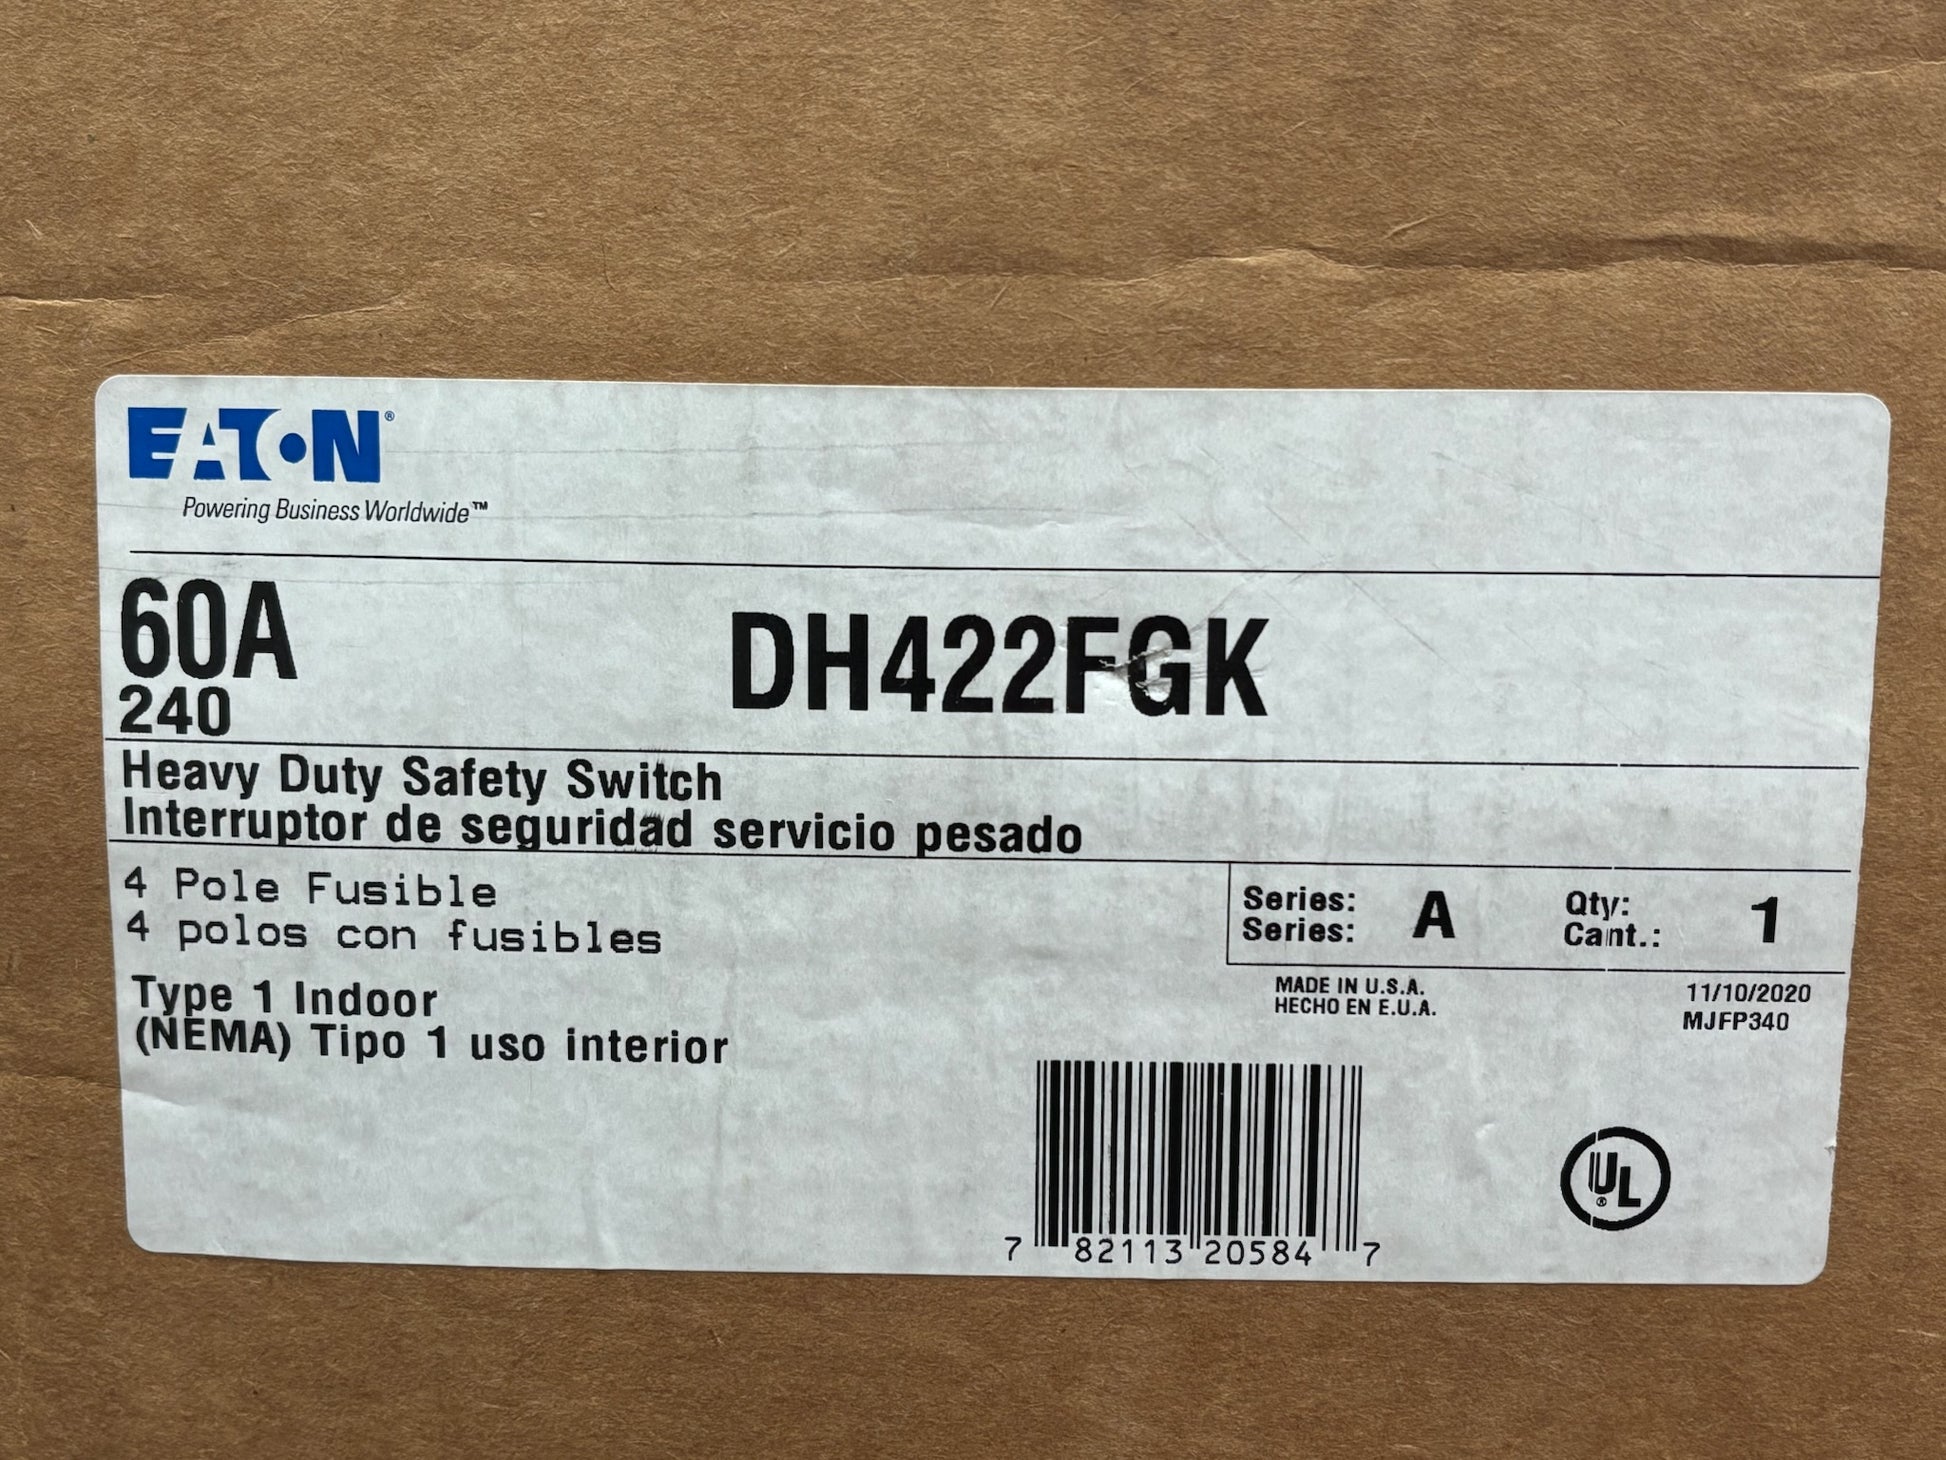 EATON®
Powering Business Worldwide™
60A
240
DH422FGK
Heavy Duty Safety Switch
Interruptor de seguridad servicio pesado
4 Pole Fusible
4 polos con fusibles
Type 1 Indoor
(NEMA) Tipo 1 uso interior
Series: A Qty: 1
Series: Cant.:
MADE IN U.S.A.
HECHO EN E.U.A.
11/10/2020
MJFP340
7 82113 20584 7
UL®